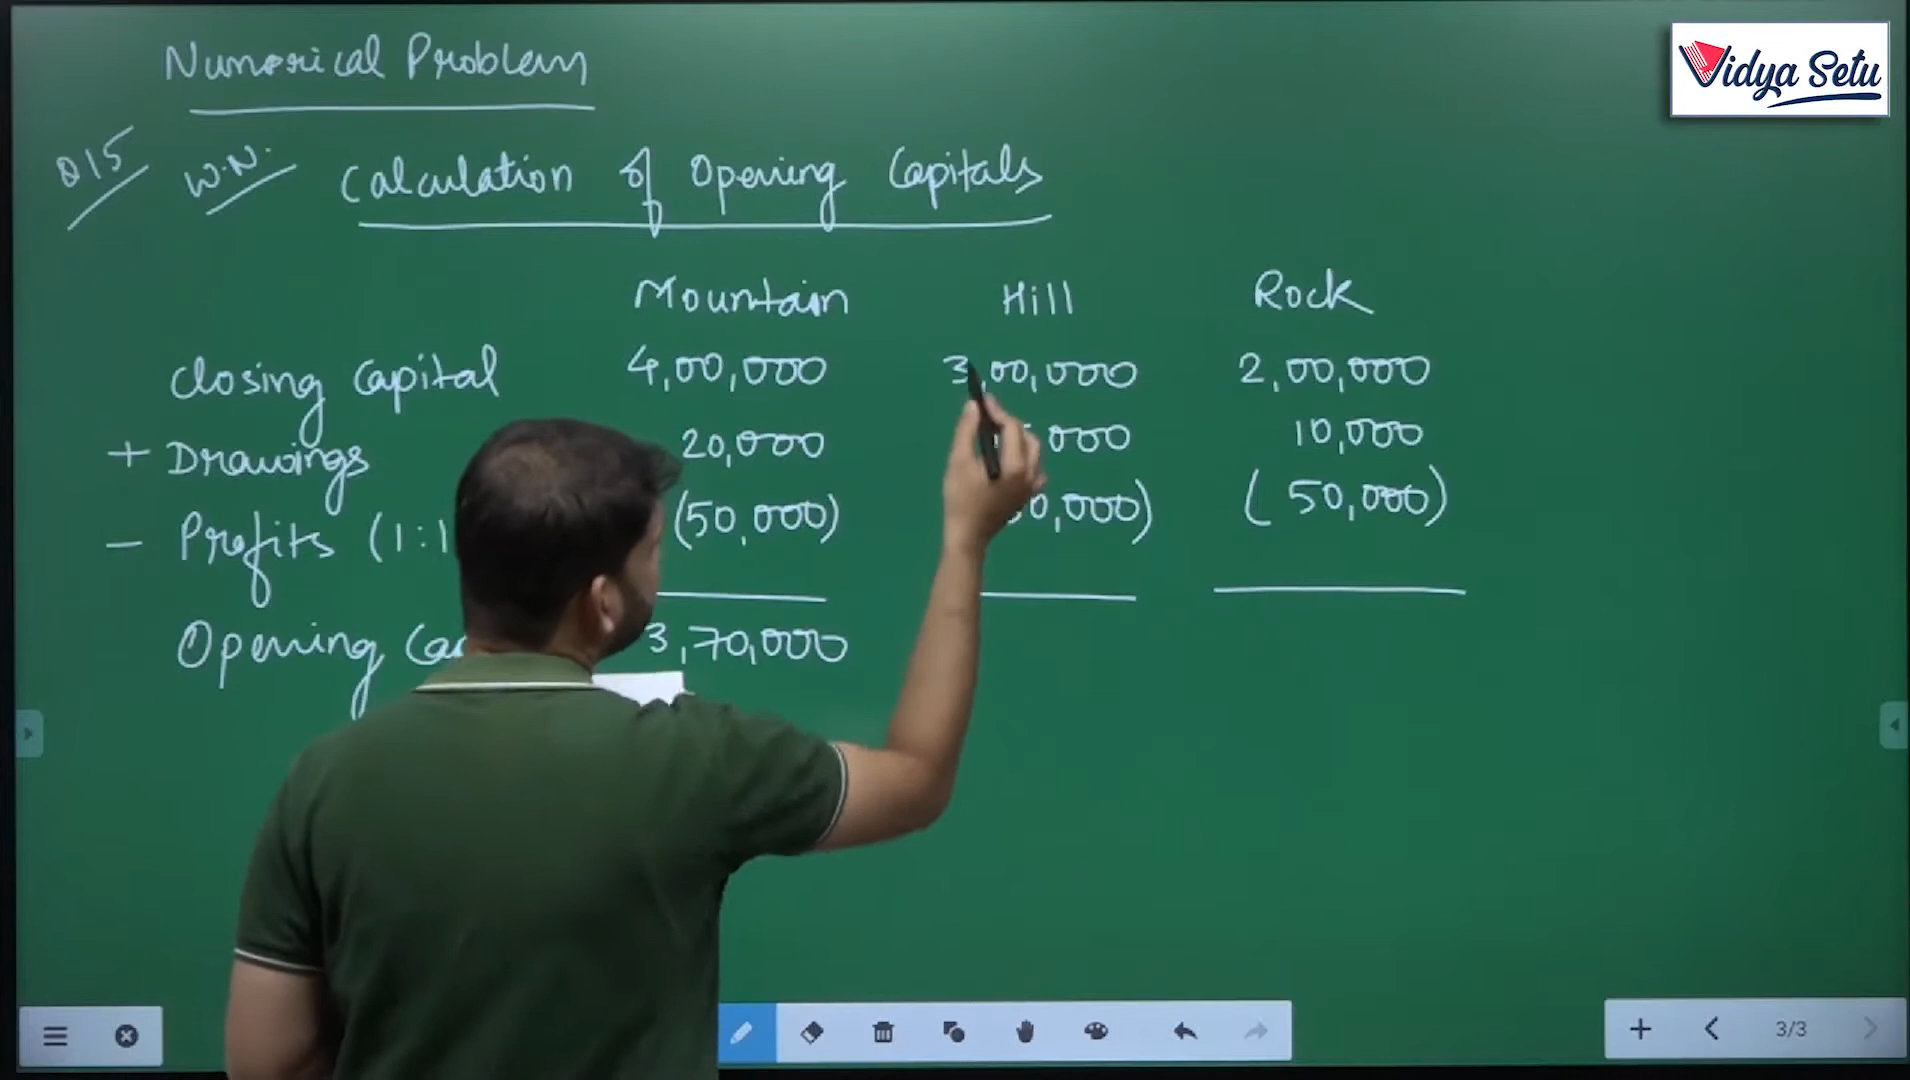 Numerical Problem
Vidya Setu
Q15 W.N. Calculation of Opening Capitals
Mountain Hill Rock
Closing Capital 4,00,000 3,00,000 2,00,000
+ Drawings 20,000 10,000
- Profits (1:1 (50,000) (50,000)
Opening 3,70,000
3/3